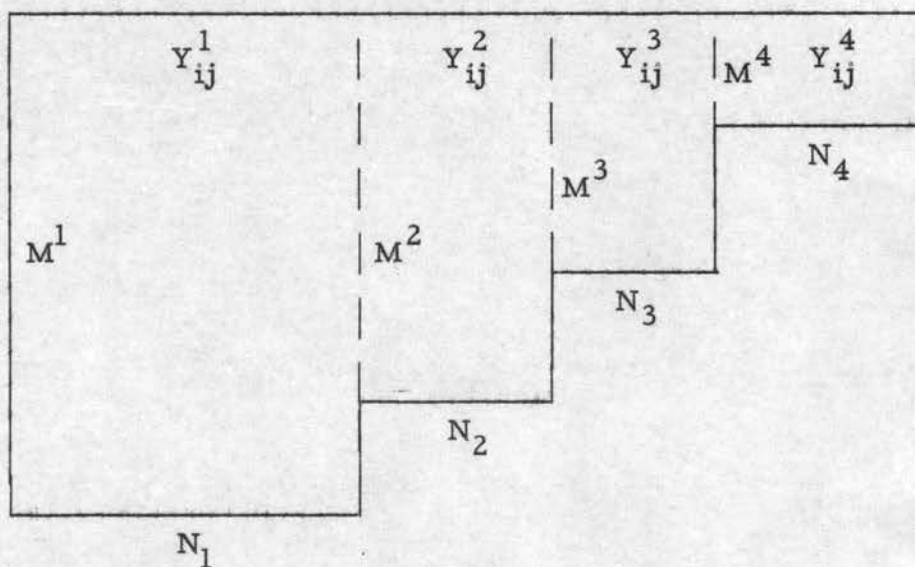 Y¹ᵢⱼ Y²ᵢⱼ Y³ᵢⱼ M⁴ Y⁴ᵢⱼ
N₄
M³
M¹ M²
N₃
N₂
N₁